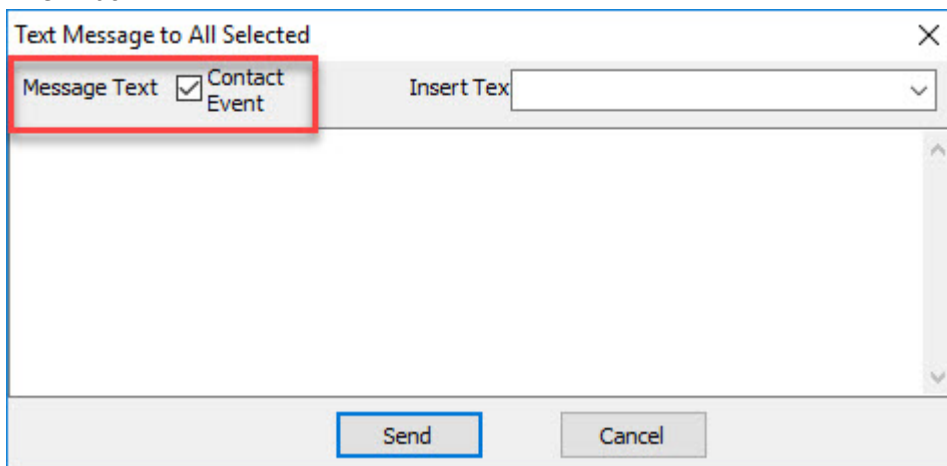 Text Message to All Selected
Message Text Contact Event Insert Tex
Send Cancel